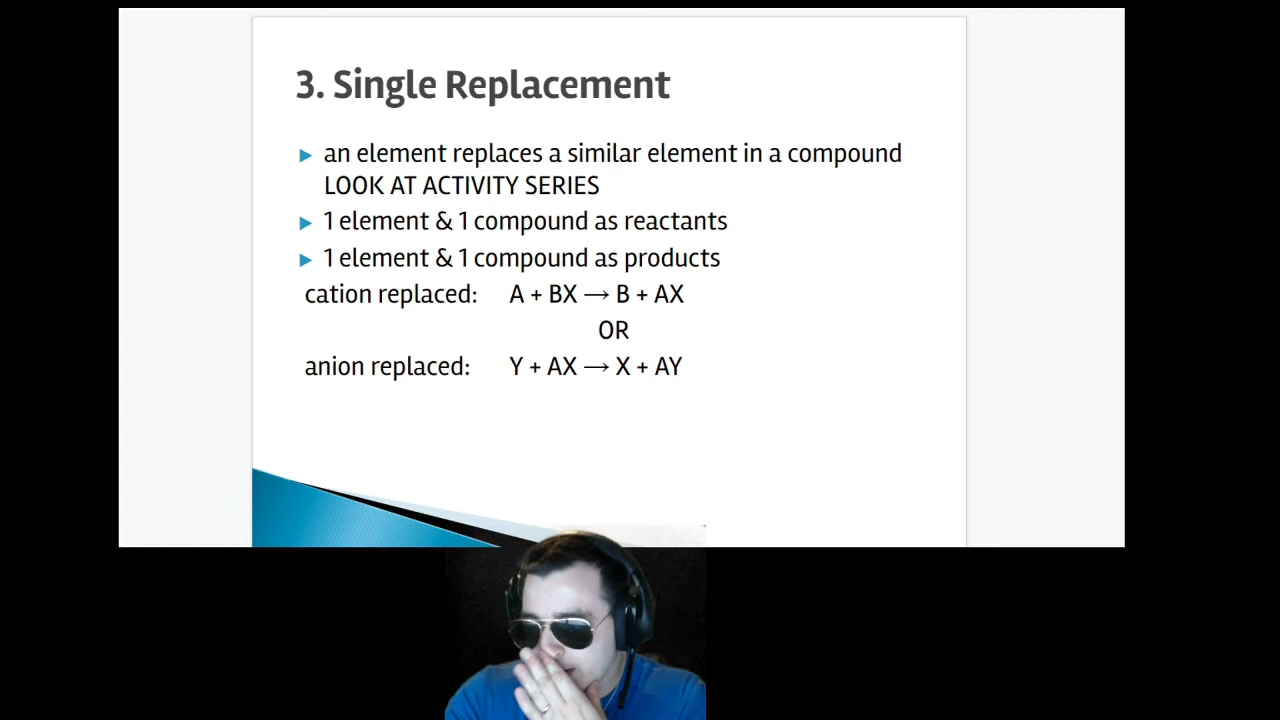 3. Single Replacement
▶ an element replaces a similar element in a compound
LOOK AT ACTIVITY SERIES
▶ 1 element & 1 compound as reactants
▶ 1 element & 1 compound as products
cation replaced: A + BX → B + AX
OR
anion replaced: Y + AX → X + AY